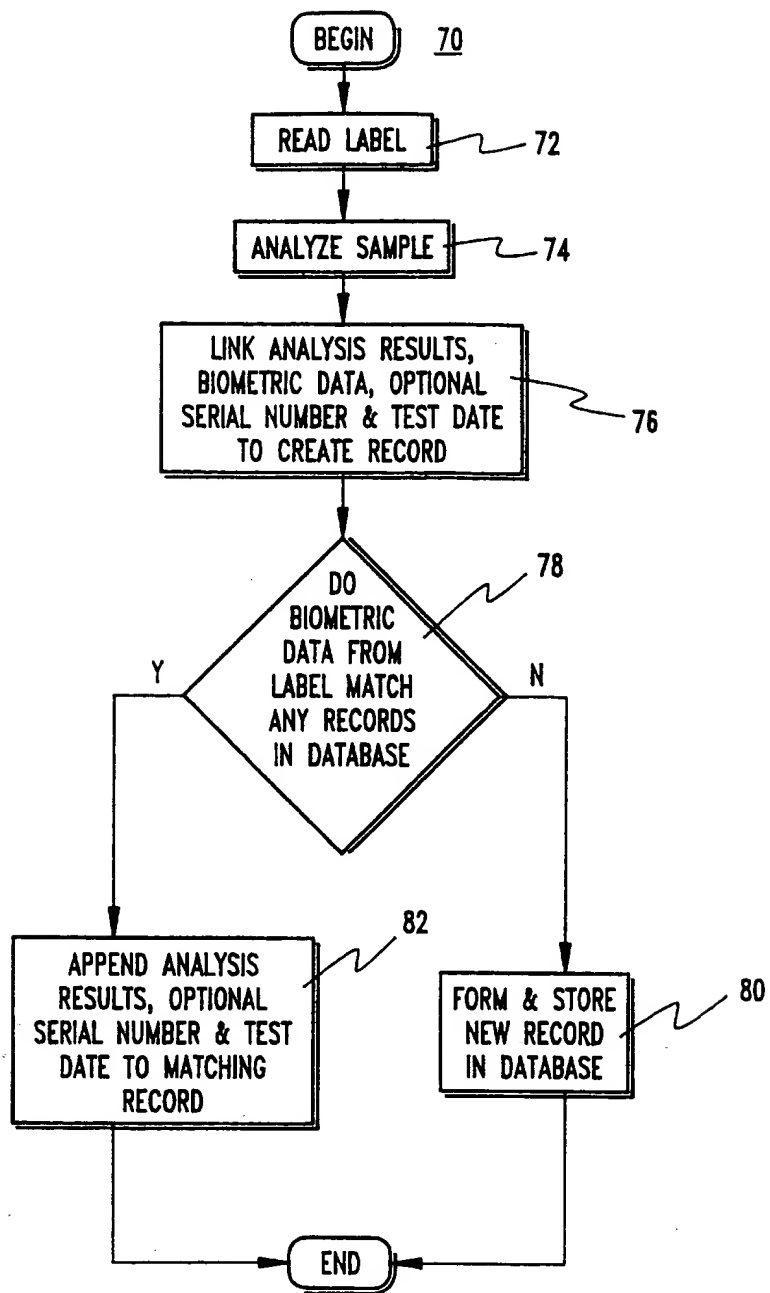 BEGIN
70
READ LABEL
72
ANALYZE SAMPLE
74
LINK ANALYSIS RESULTS,
BIOMETRIC DATA, OPTIONAL
SERIAL NUMBER & TEST DATE
TO CREATE RECORD
76
DO
BIOMETRIC
DATA FROM
LABEL MATCH
ANY RECORDS
IN DATABASE
78
Y
N
APPEND ANALYSIS
RESULTS, OPTIONAL
SERIAL NUMBER & TEST
DATE TO MATCHING
RECORD
82
FORM & STORE
NEW RECORD
IN DATABASE
80
END